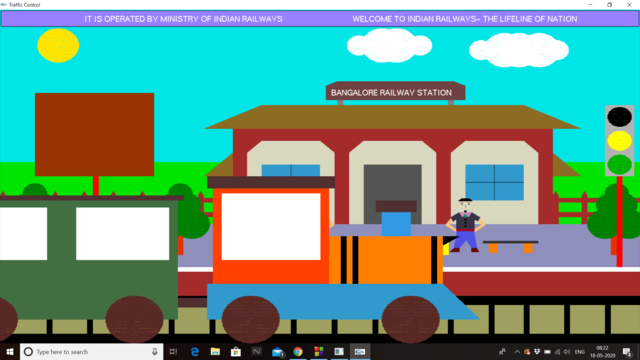 Traffic Control
IT IS OPERATED BY MINISTRY OF INDIAN RAILWAYS WELCOME TO INDIAN RAILWAYS- THE LIFELINE OF NATION
BANGALORE RAILWAY STATION
Type here to search
ENG
08:22
18-05-2020